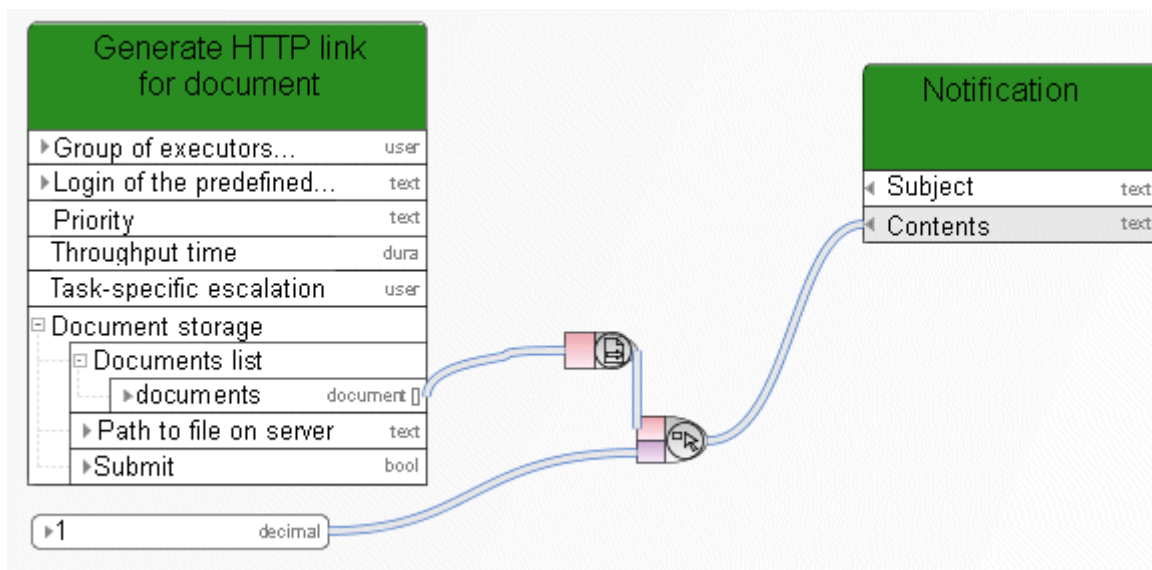 Generate HTTP link
for document
Group of executors... user
Login of the predefined... text
Priority text
Throughput time dura
Task-specific escalation user
Document storage
Documents list
documents document []
Path to file on server text
Submit bool
1 decimal
Notification
Subject text
Contents text